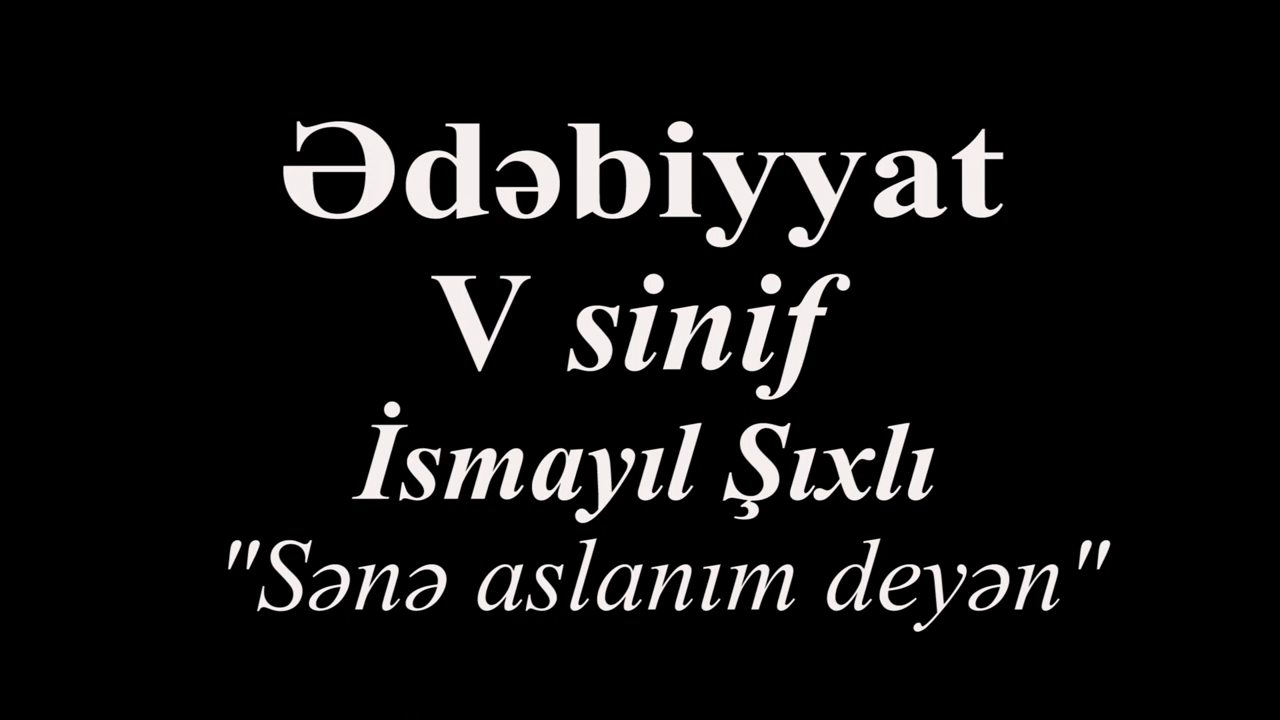 Ədəbiyyat
V sinif
İsmayıl Şıxlı
"Sənə aslanım deyən"